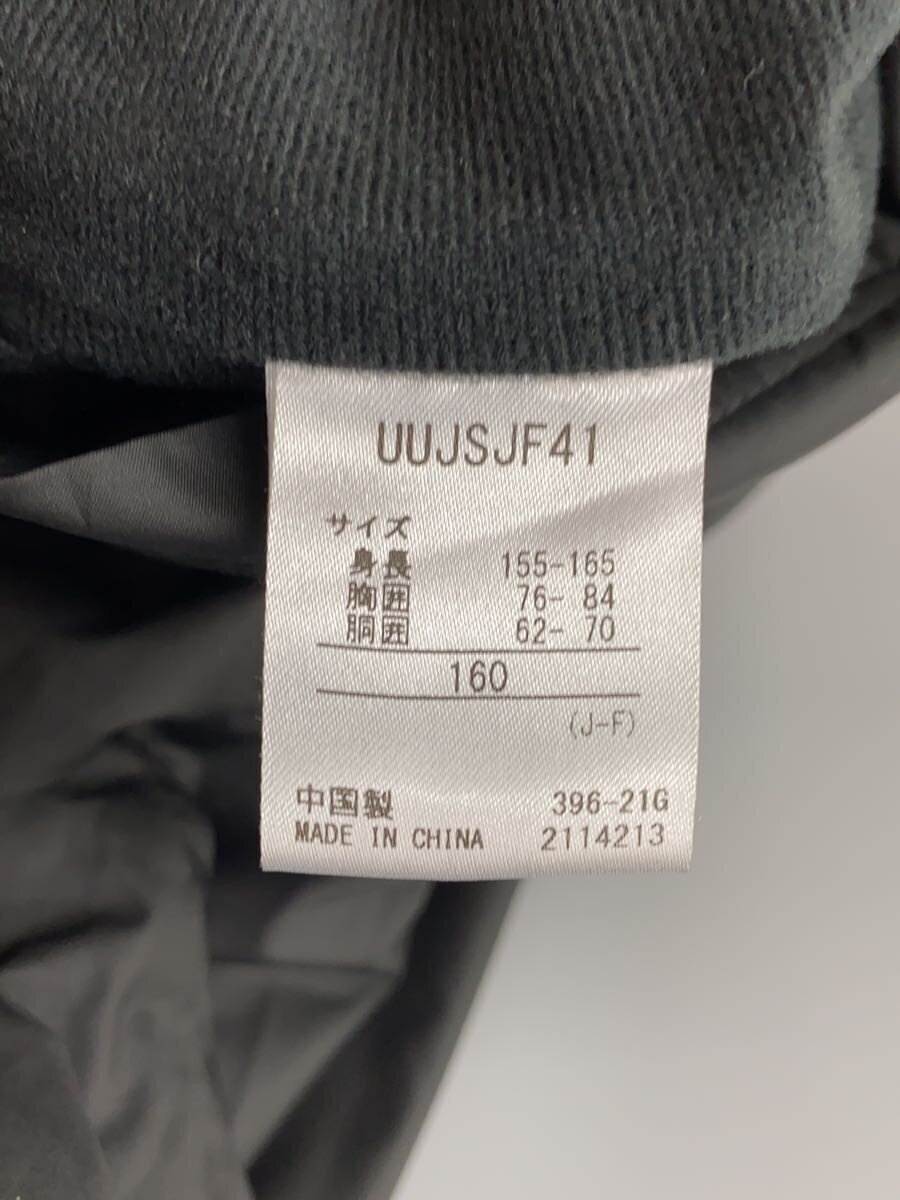 UUJSJF41
サイズ
身長 155-165
胸囲 76- 84
胴囲 62- 70
160
(J-F)
中国製 396-21G
MADE IN CHINA 2114213